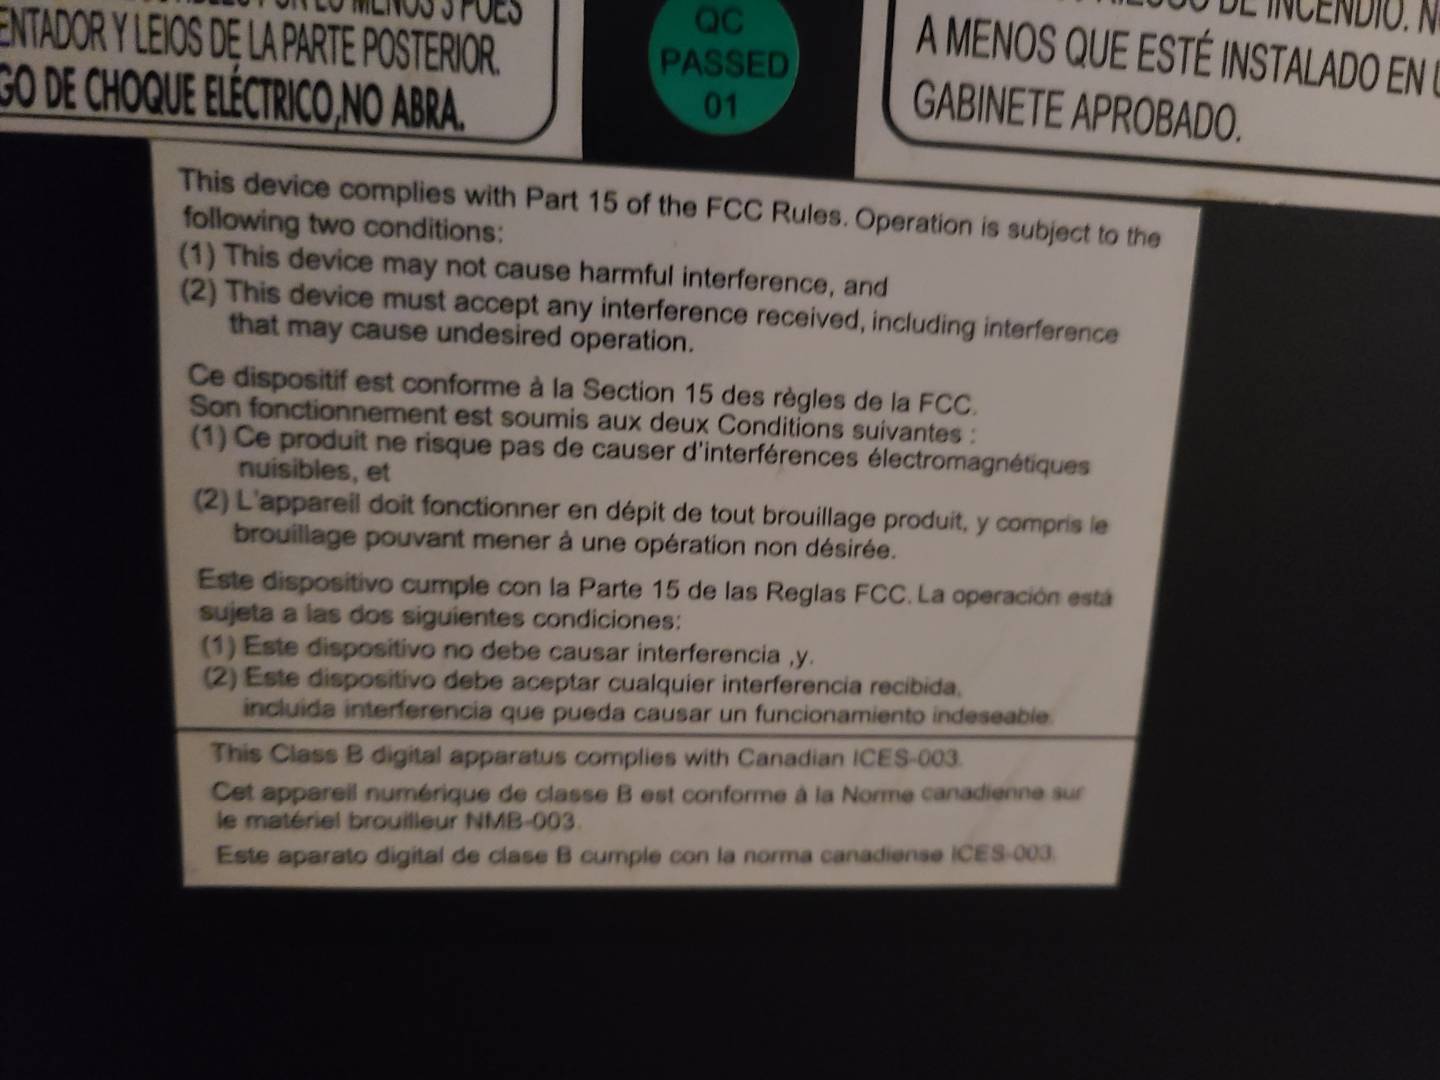 POR LO MENOS 3 PUES
ENTADOR Y LEJOS DE LA PARTE POSTERIOR.
GO DE CHOQUE ELÉCTRICO,NO ABRA.
QC
PASSED
01
DE INCENDIO. N
A MENOS QUE ESTÉ INSTALADO EN U
GABINETE APROBADO.
This device complies with Part 15 of the FCC Rules. Operation is subject to the
following two conditions:
(1) This device may not cause harmful interference, and
(2) This device must accept any interference received, including interference
that may cause undesired operation.
Ce dispositif est conforme à la Section 15 des règles de la FCC.
Son fonctionnement est soumis aux deux Conditions suivantes :
(1) Ce produit ne risque pas de causer d'interférences électromagnétiques
nuisibles, et
(2) L'appareil doit fonctionner en dépit de tout brouillage produit, y compris le
brouillage pouvant mener à une opération non désirée.
Este dispositivo cumple con la Parte 15 de las Reglas FCC. La operación está
sujeta a las dos siguientes condiciones:
(1) Este dispositivo no debe causar interferencia ,y.
(2) Este dispositivo debe aceptar cualquier interferencia recibida,
incluida interferencia que pueda causar un funcionamiento indeseable.
This Class B digital apparatus complies with Canadian ICES-003.
Cet appareil numérique de classe B est conforme à la Norme canadienne sur
le matériel brouilleur NMB-003.
Este aparato digital de clase B cumple con la norma canadiense ICES-003.